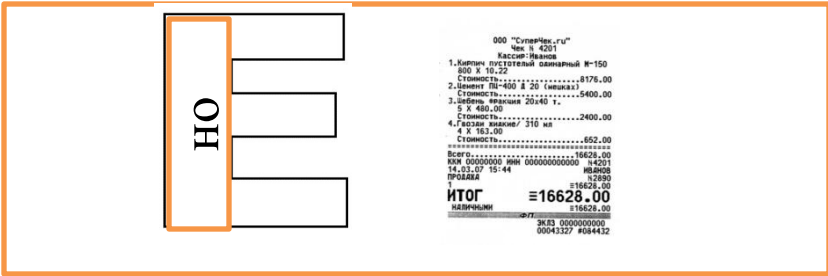 НО
ООО "СуперЧек.ru"
Чек № 4201
Кассир:Иванов
1.Кирпич пустотелый одинарный М-150
800 X 10.22
Стоимость....................8176.00
2.Цемент ПЦ-400 Д 20 (мешках)
Стоимость....................5400.00
3.Щебень фракция 20x40 т.
5 X 480.00
Стоимость....................2400.00
4.Гвозди жидкие/ 310 мл
4 X 163.00
Стоимость.....................652.00
Всего.......................16628.00
ККМ 00000000 ИНН 000000000000 №4201
14.03.07 15:44 ИВАНОВ
ПРОДАЖА №2890
1 ≡16628.00
ИТОГ ≡16628.00
НАЛИЧНЫМИ ≡16628.00
ФП
ЭКЛЗ 0000000000
00043327 #084432